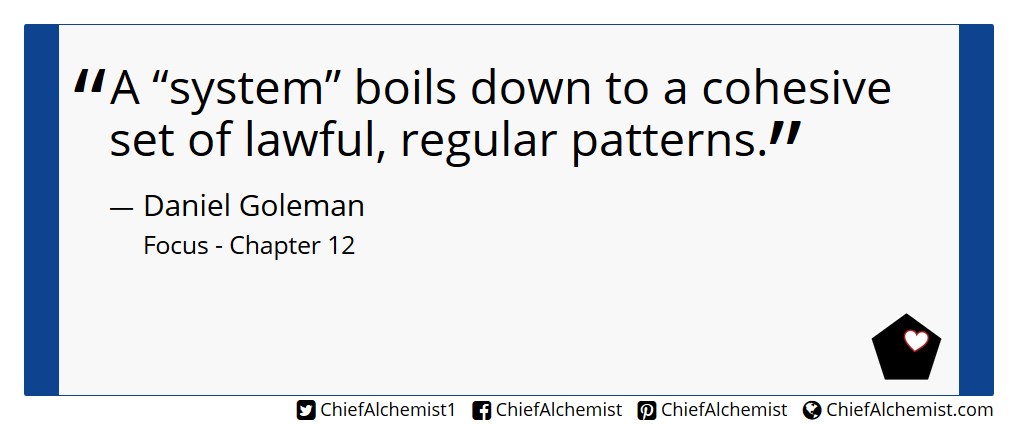 “A “system” boils down to a cohesive
set of lawful, regular patterns.”
— Daniel Goleman
Focus - Chapter 12
ChiefAlchemist1 ChiefAlchemist ChiefAlchemist ChiefAlchemist.com